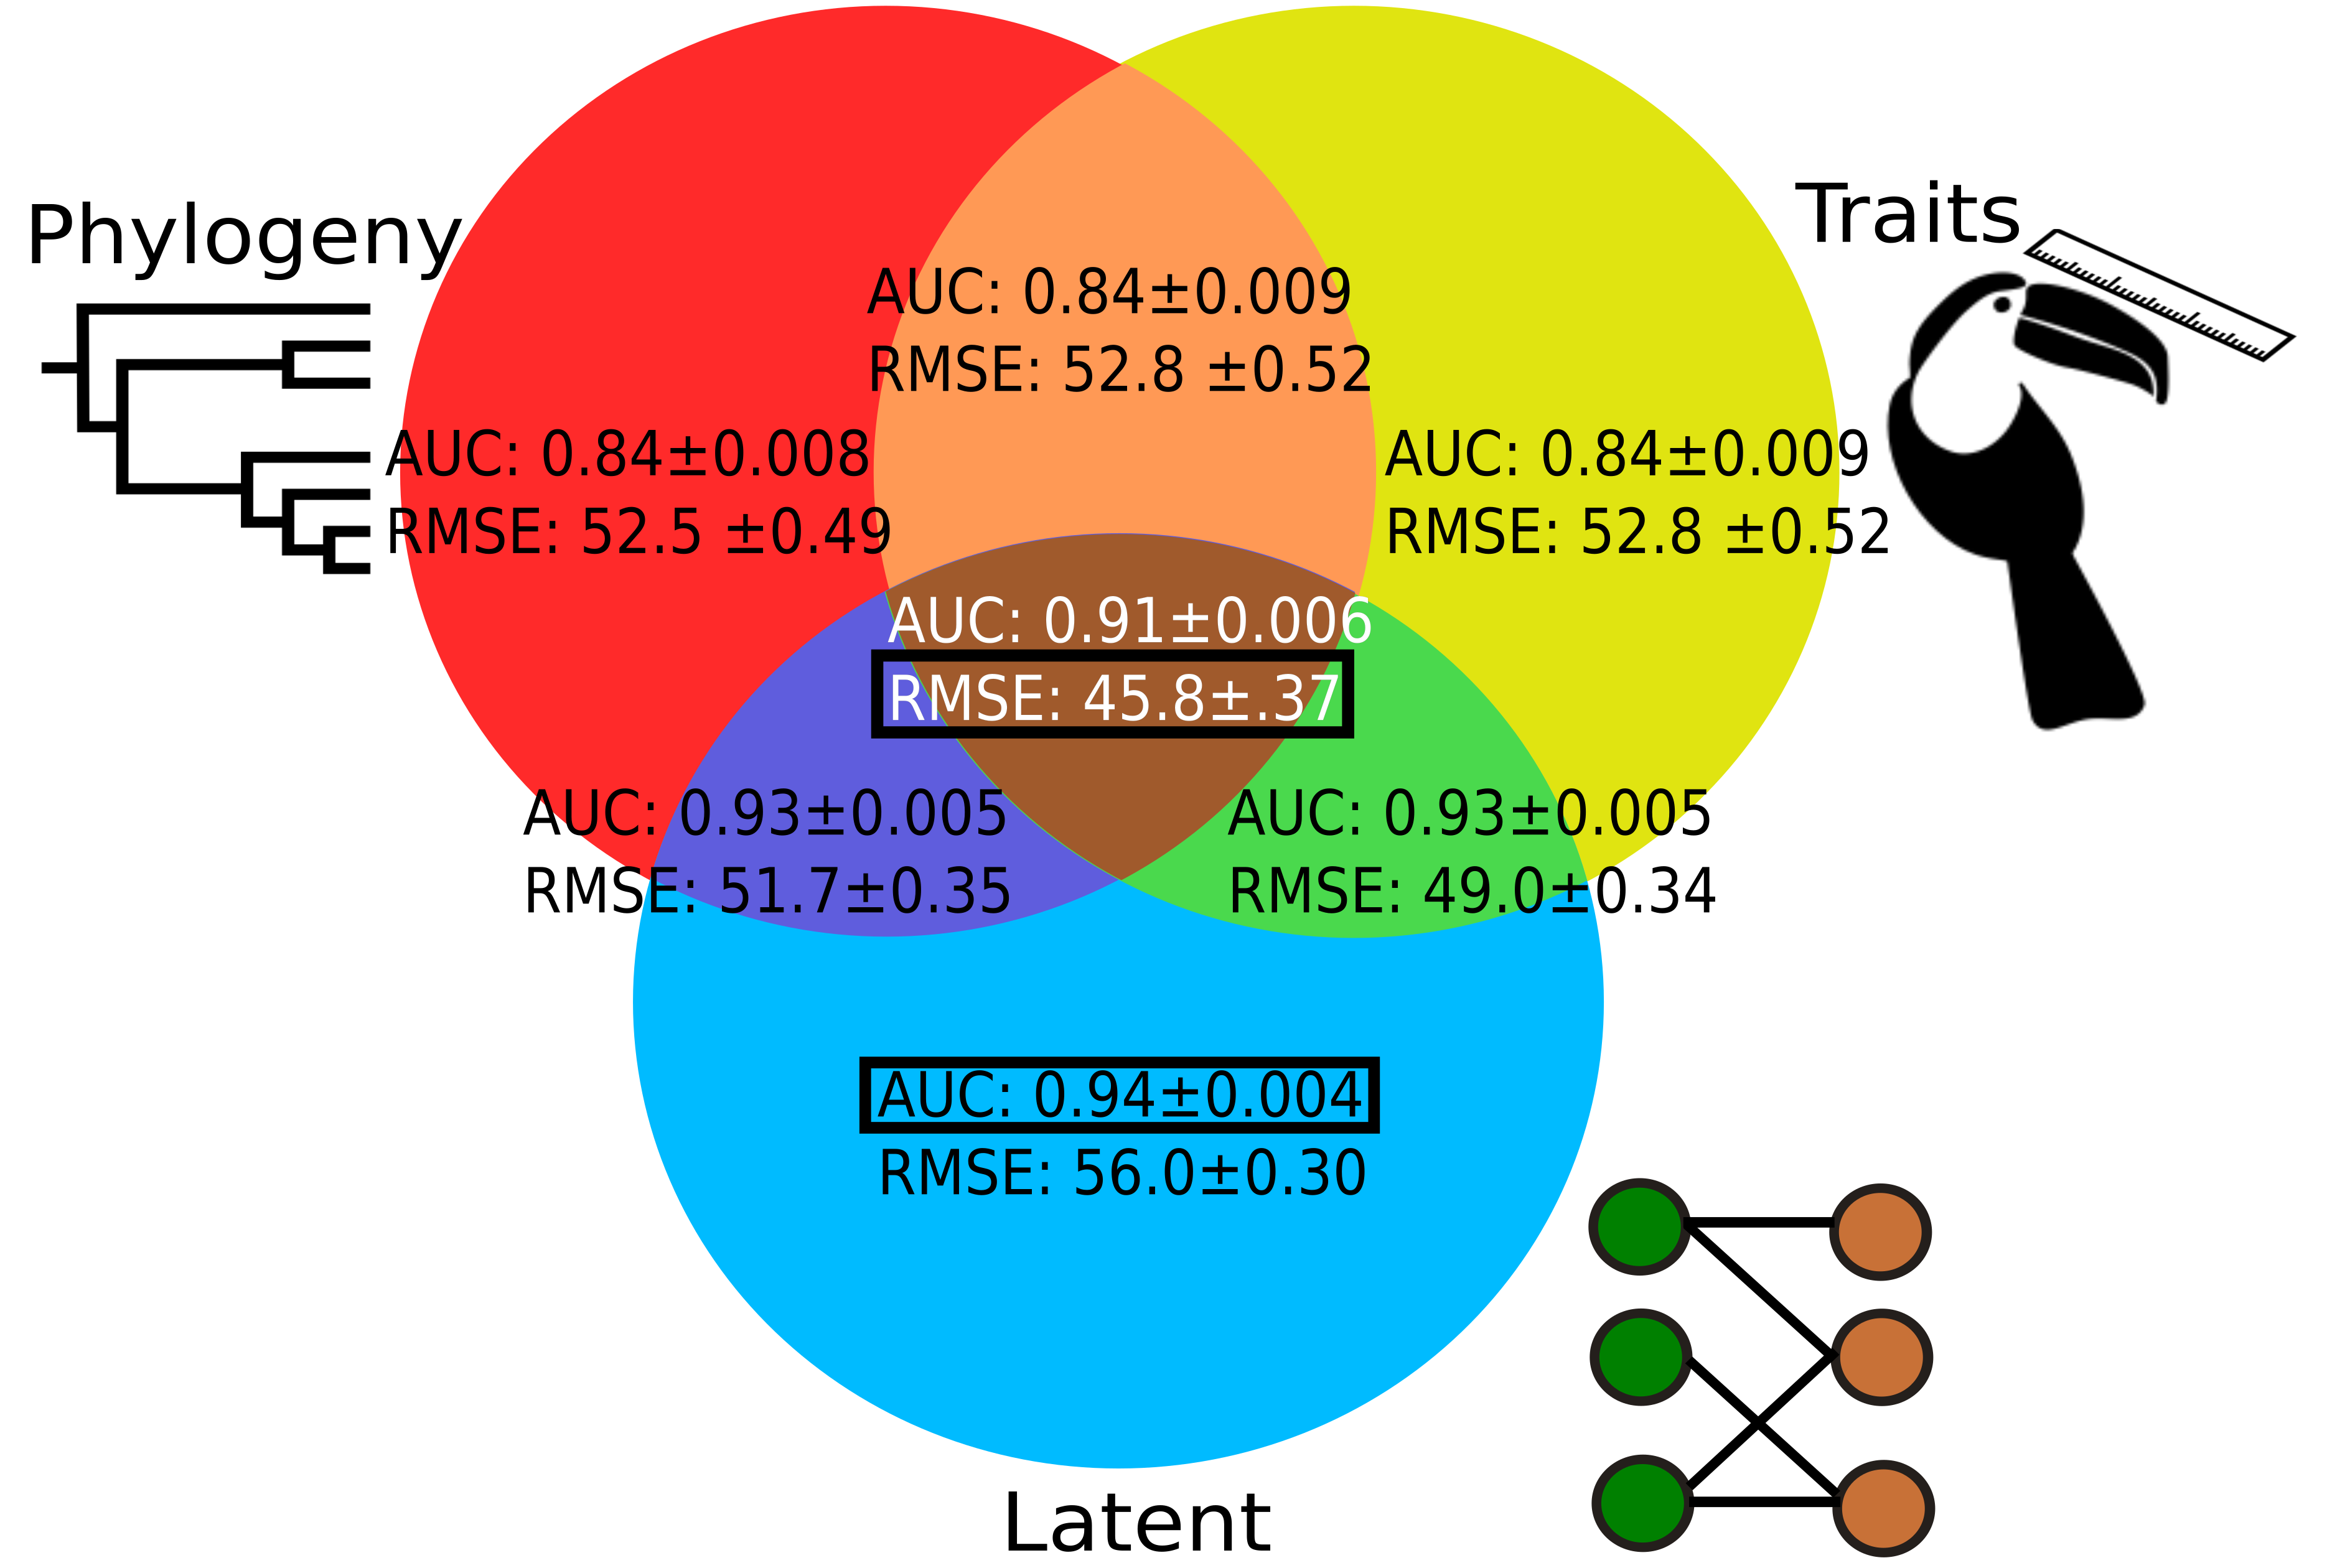 Phylogeny
Traits
AUC: 0.84±0.009
RMSE: 52.8 ±0.52
AUC: 0.84±0.008
RMSE: 52.5 ±0.49
AUC: 0.84±0.009
RMSE: 52.8 ±0.52
AUC: 0.91±0.006
RMSE: 45.8±.37
AUC: 0.93±0.005
RMSE: 51.7±0.35
AUC: 0.93±0.005
RMSE: 49.0±0.34
AUC: 0.94±0.004
RMSE: 56.0±0.30
Latent